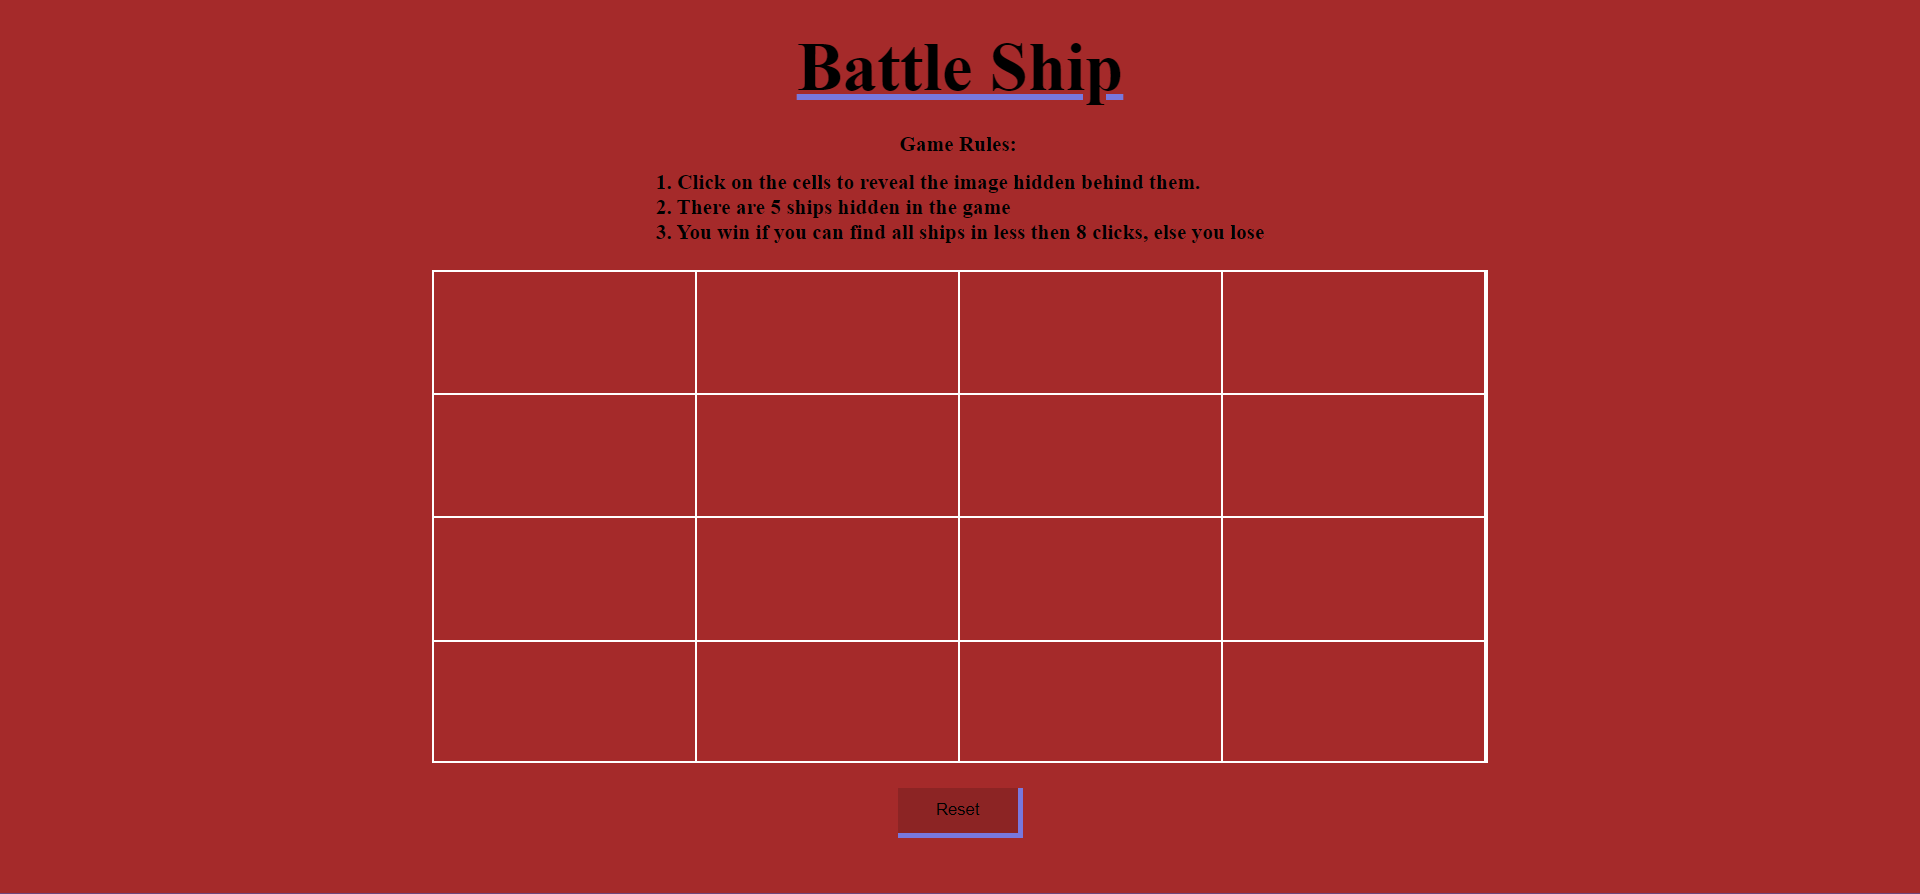 Battle Ship
Game Rules:
1. Click on the cells to reveal the image hidden behind them.
2. There are 5 ships hidden in the game
3. You win if you can find all ships in less then 8 clicks, else you lose
Reset